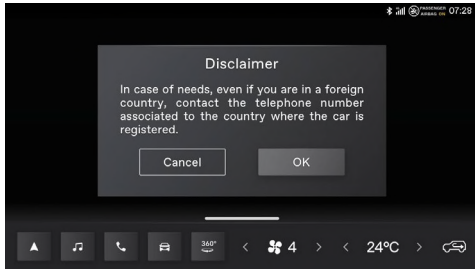 PASSENGER
AIRBAG ON
07:28
Disclaimer
In case of needs, even if you are in a foreign
country, contact the telephone number
associated to the country where the car is
registered.
Cancel
OK
360°
4
24°C